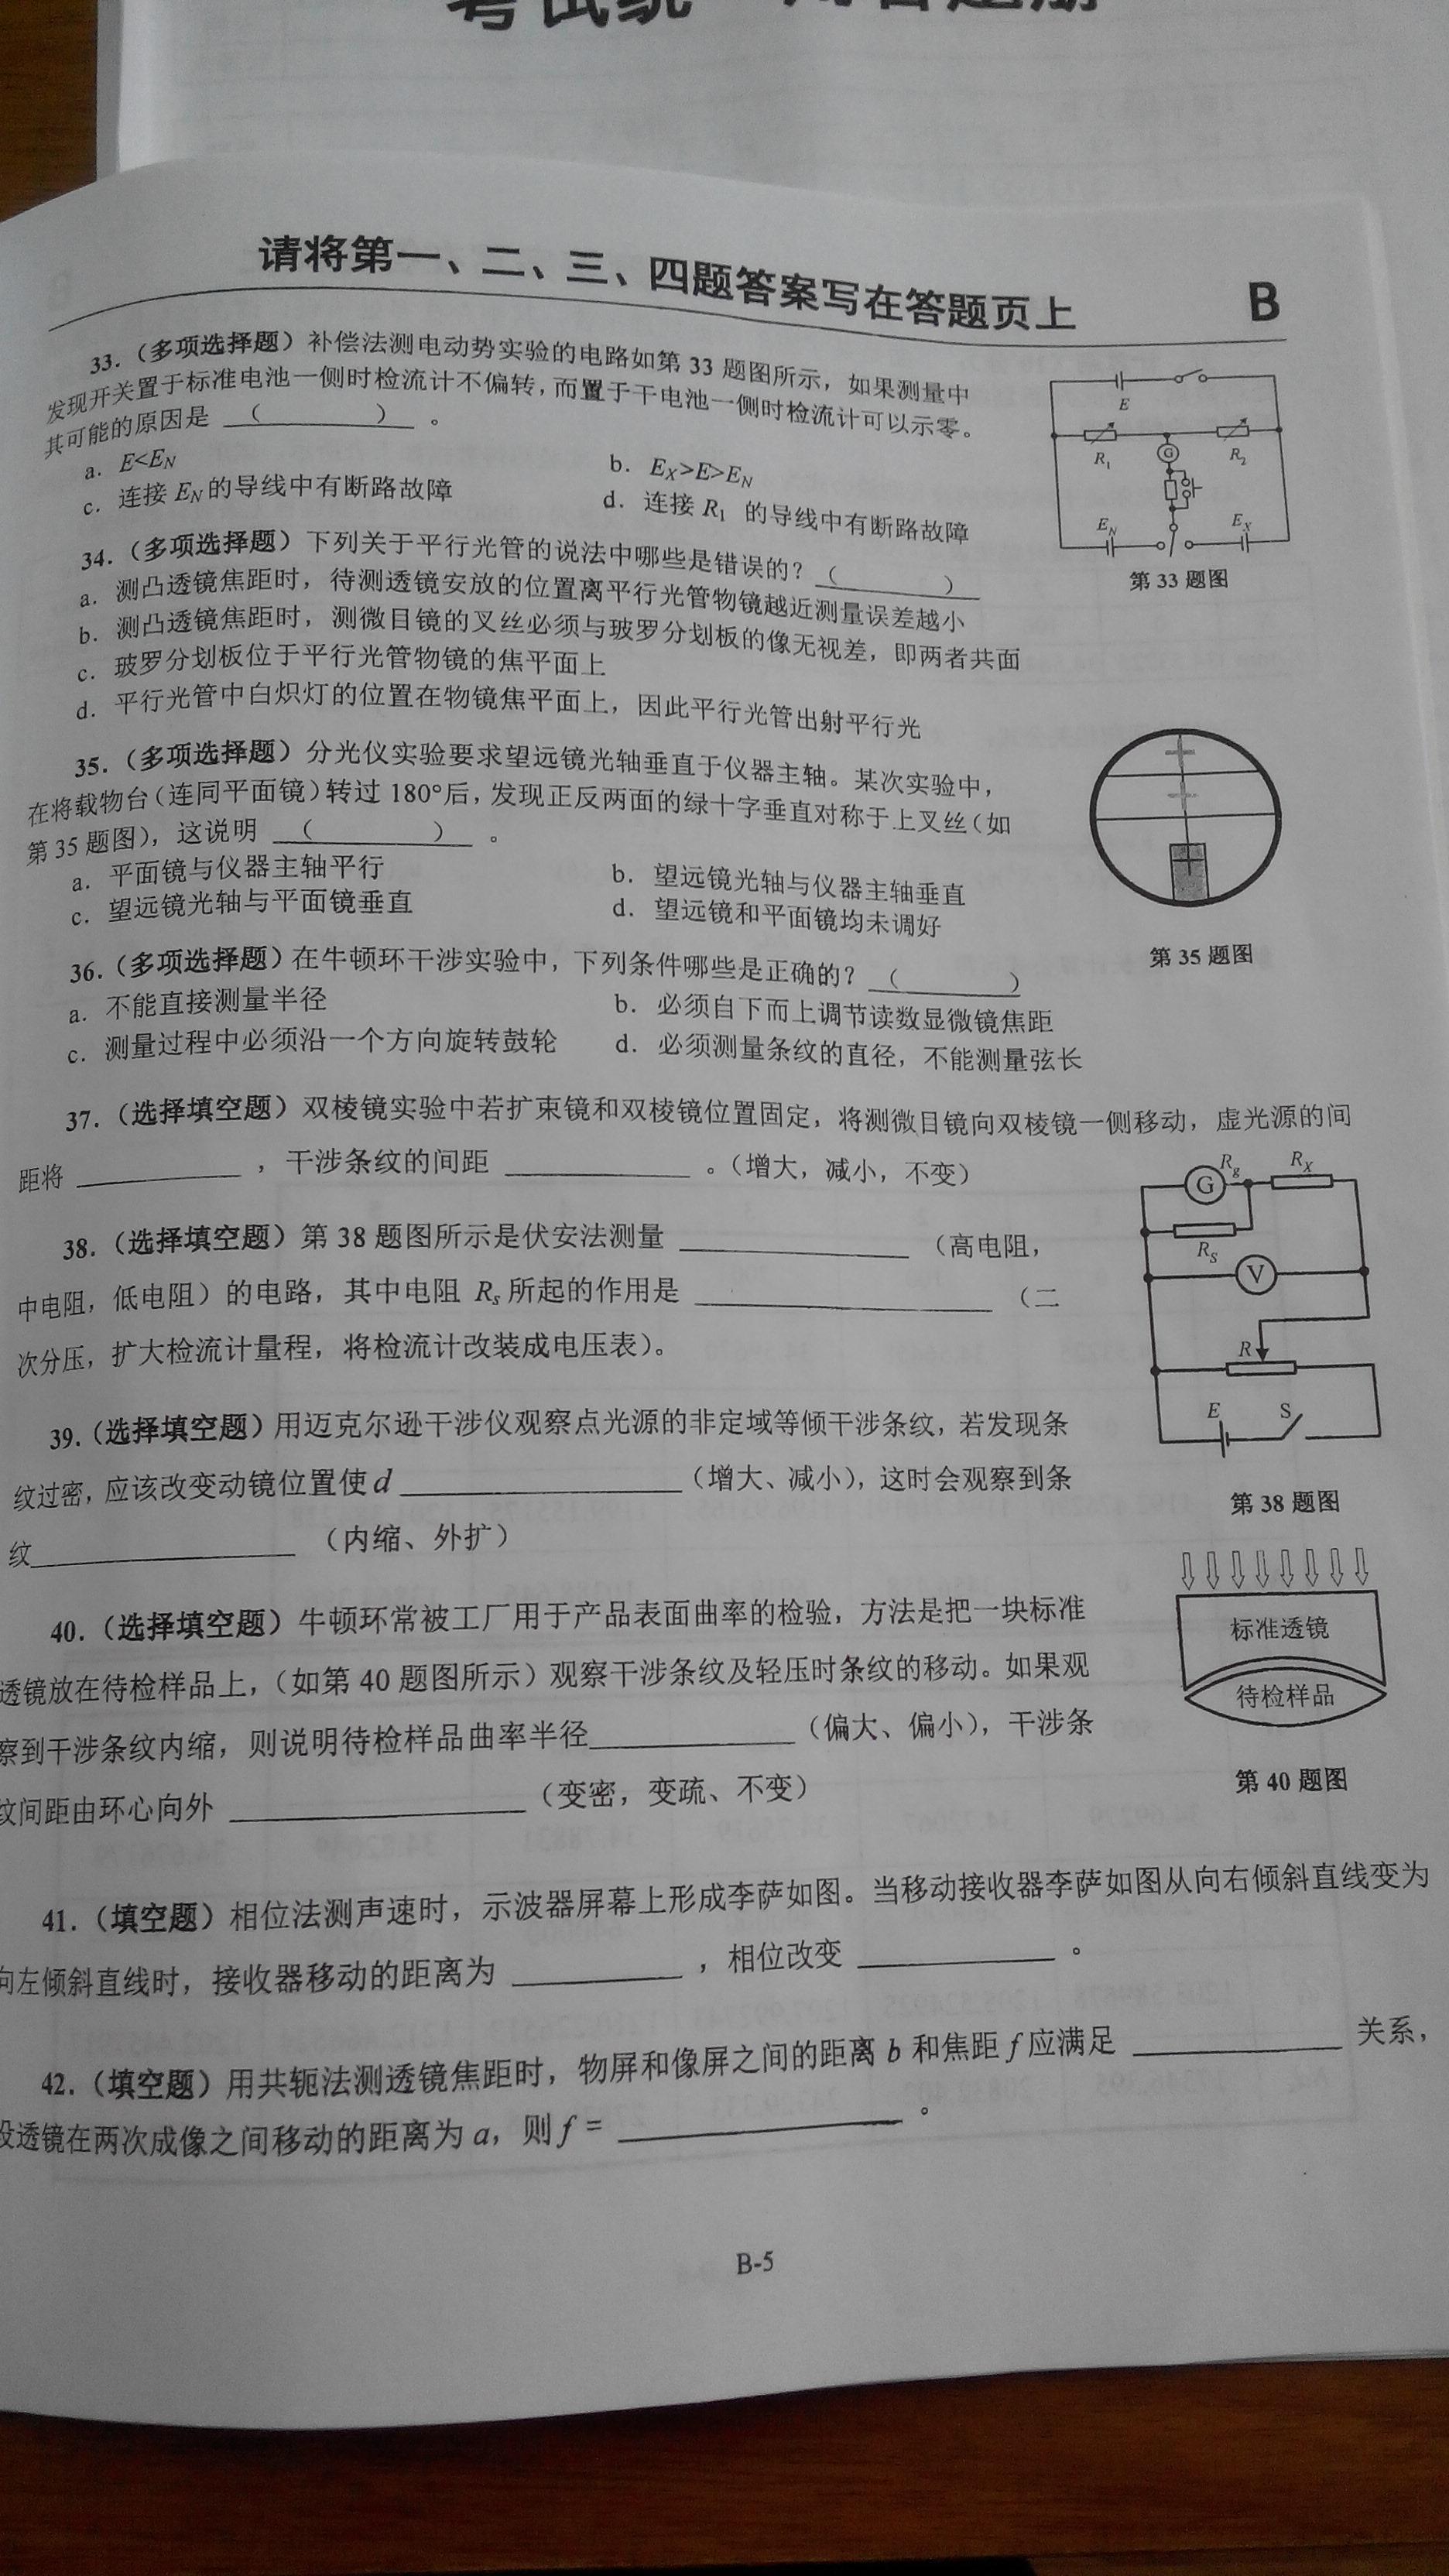 请将第一、二、三、四题答案写在答题页上
B
33.（多项选择题）补偿法测电动势实验的电路如第 33 题图所示，如果测量中
发现开关置于标准电池一侧时检流计不偏转，而置于干电池一侧时检流计可以示零。
其可能的原因是 （ ） 。
a. E<E_N
b. E_X>E>E_N
c. 连接 E_N 的导线中有断路故障
d. 连接 R₁ 的导线中有断路故障
E
R₁
G
R₂
E_N
E_X
第 33 题图
34.（多项选择题）下列关于平行光管的说法中哪些是错误的？（ ）
a. 测凸透镜焦距时，待测透镜安放的位置离平行光管物镜越近测量误差越小
b. 测凸透镜焦距时，测微目镜的叉丝必须与玻罗分划板的像无视差，即两者共面
c. 玻罗分划板位于平行光管物镜的焦平面上
d. 平行光管中白炽灯的位置在物镜焦平面上，因此平行光管出射平行光
35.（多项选择题）分光仪实验要求望远镜光轴垂直于仪器主轴。某次实验中，
在将载物台（连同平面镜）转过 180°后，发现正反两面的绿十字垂直对称于上叉丝（如
第 35 题图），这说明 （ ） 。
a. 平面镜与仪器主轴平行
b. 望远镜光轴与仪器主轴垂直
c. 望远镜光轴与平面镜垂直
d. 望远镜和平面镜均未调好
第 35 题图
36.（多项选择题）在牛顿环干涉实验中，下列条件哪些是正确的？（ ）
a. 不能直接测量半径
b. 必须自下而上调节读数显微镜焦距
c. 测量过程中必须沿一个方向旋转鼓轮
d. 必须测量条纹的直径，不能测量弦长
37.（选择填空题）双棱镜实验中若扩束镜和双棱镜位置固定，将测微目镜向双棱镜一侧移动，虚光源的间
距将 ________ ，干涉条纹的间距 ________ 。（增大，减小，不变）
38.（选择填空题）第 38 题图所示是伏安法测量 ________ （高电阻，
中电阻，低电阻）的电路，其中电阻 R_s 所起的作用是 ________ （二
次分压，扩大检流计量程，将检流计改装成电压表）。
G
R_g
R_X
R_S
V
R
E
S
第 38 题图
39.（选择填空题）用迈克尔逊干涉仪观察点光源的非定域等倾干涉条纹，若发现条
纹过密，应该改变动镜位置使 d ________ （增大、减小），这时会观察到条
纹________ （内缩、外扩）
40.（选择填空题）牛顿环常被工厂用于产品表面曲率的检验，方法是把一块标准
透镜放在待检样品上，（如第 40 题图所示）观察干涉条纹及轻压时条纹的移动。如果观
察到干涉条纹内缩，则说明待检样品曲率半径________ （偏大、偏小），干涉条
纹间距由环心向外 ________ （变密，变疏、不变）
标准透镜
待检样品
第 40 题图
41.（填空题）相位法测声速时，示波器屏幕上形成李萨如图。当移动接收器李萨如图从向右倾斜直线变为
向左倾斜直线时，接收器移动的距离为 ________ ，相位改变 ________ 。
42.（填空题）用共轭法测透镜焦距时，物屏和像屏之间的距离 b 和焦距 f 应满足 ________ 关系，
设透镜在两次成像之间移动的距离为 a，则 f = ________ 。
B-5